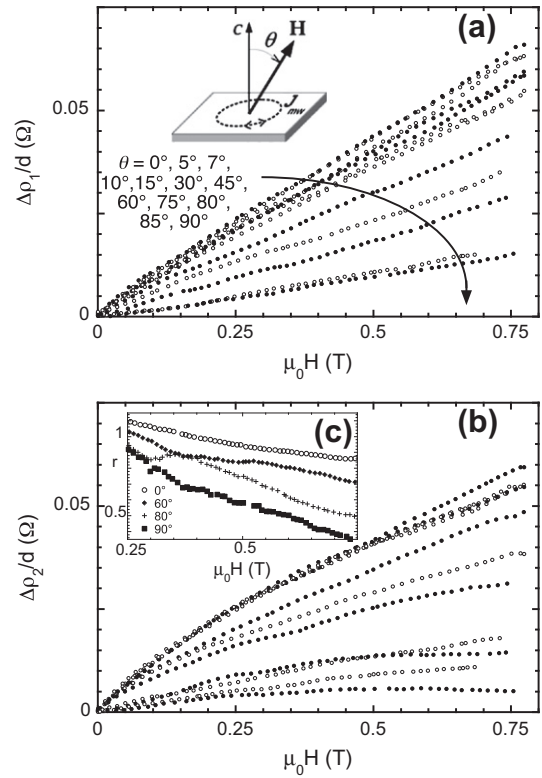 (a)
c
H
θ
J
mw
0.05
Δρ₁/d (Ω)
θ = 0°, 5°, 7°,
10°,15°, 30°, 45°,
60°, 75°, 80°,
85°, 90°
0
0 0.25 0.5 0.75
μ₀H (T)
(b)
(c)
1
r
0.5
0°
60°
80°
90°
0.25 0.5
μ₀H (T)
0.05
Δρ₂/d (Ω)
0
0 0.25 0.5 0.75
μ₀H (T)